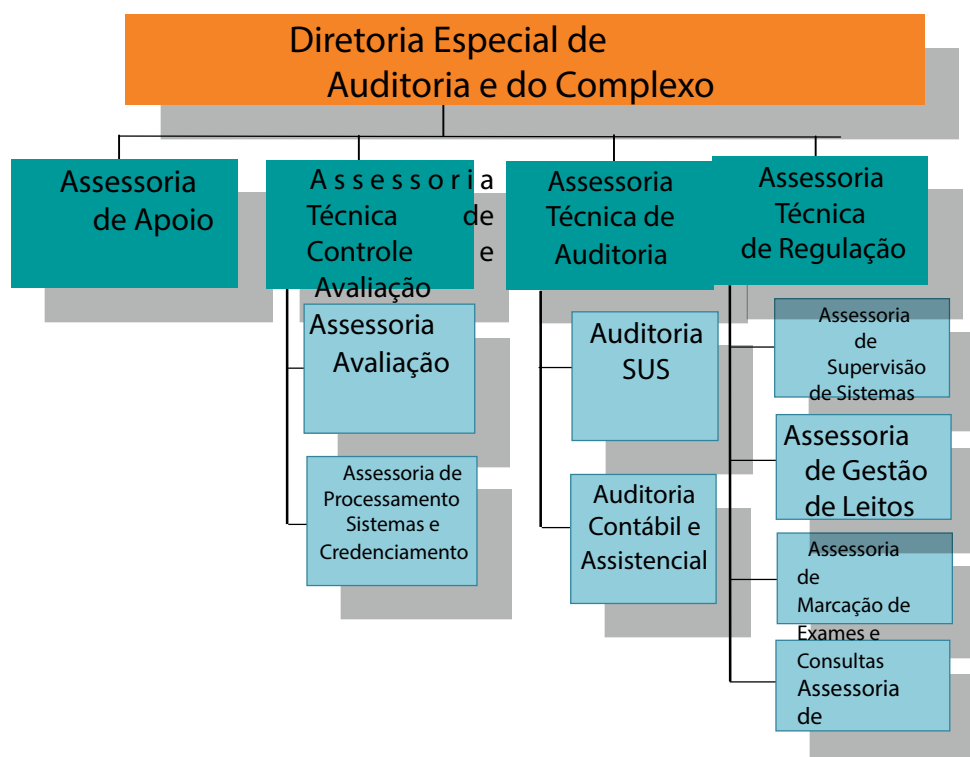 Diretoria Especial de
Auditoria e do Complexo
Assessoria
de Apoio
Assessoria
Técnica de
Controle e
Avaliação
Assessoria
Técnica de
Auditoria
Assessoria
Técnica
de Regulação
Assessoria
Avaliação
Assessoria de
Processamento
Sistemas e
Credenciamento
Auditoria
SUS
Auditoria
Contábil e
Assistencial
Assessoria
de
Supervisão
de Sistemas
Assessoria
de Gestão
de Leitos
Assessoria
de
Marcação de
Exames e
Consultas
Assessoria
de